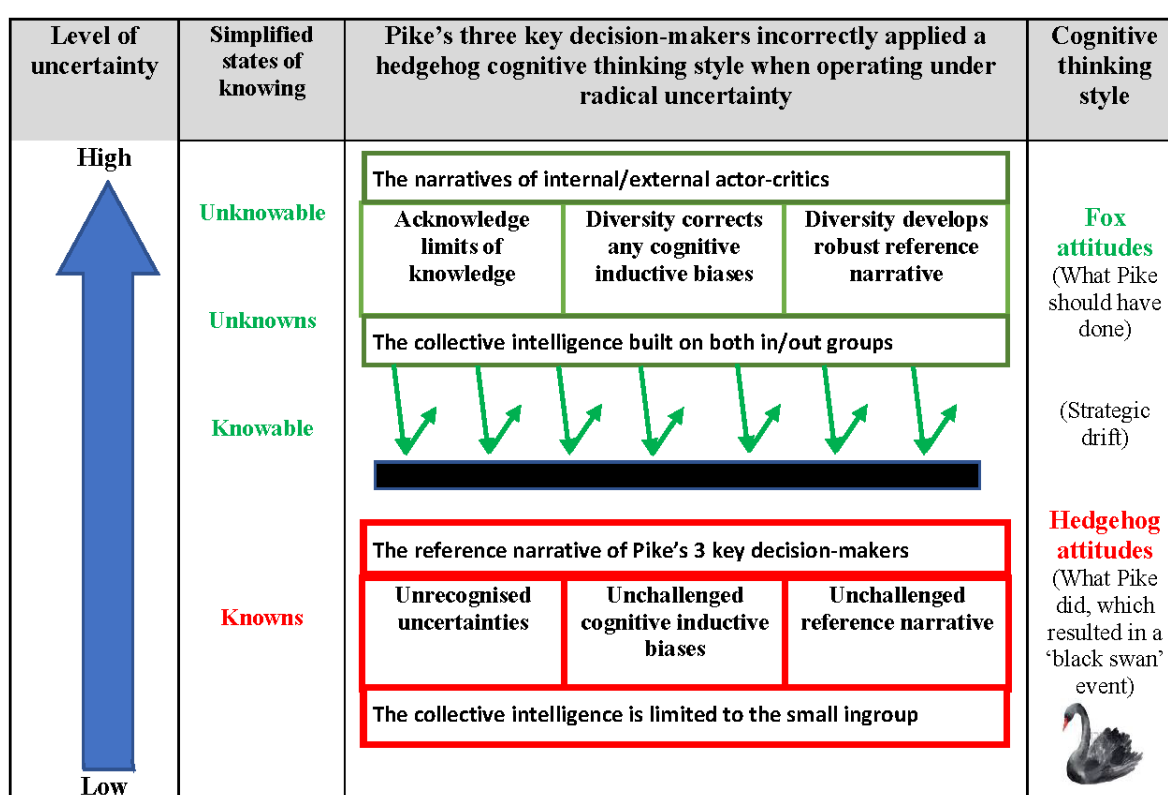 Level of
uncertainty
Simplified
states of
knowing
Pike's three key decision-makers incorrectly applied a
hedgehog cognitive thinking style when operating under
radical uncertainty
Cognitive
thinking
style
High
Low
Unknowable
Unknowns
Knowable
Knowns
The narratives of internal/external actor-critics
Acknowledge
limits of
knowledge
Diversity corrects
any cognitive
inductive biases
Diversity develops
robust reference
narrative
The collective intelligence built on both in/out groups
The reference narrative of Pike's 3 key decision-makers
Unrecognised
uncertainties
Unchallenged
cognitive inductive
biases
Unchallenged
reference narrative
The collective intelligence is limited to the small ingroup
Fox
attitudes
(What Pike
should have
done)
(Strategic
drift)
Hedgehog
attitudes
(What Pike
did, which
resulted in a
‘black swan’
event)